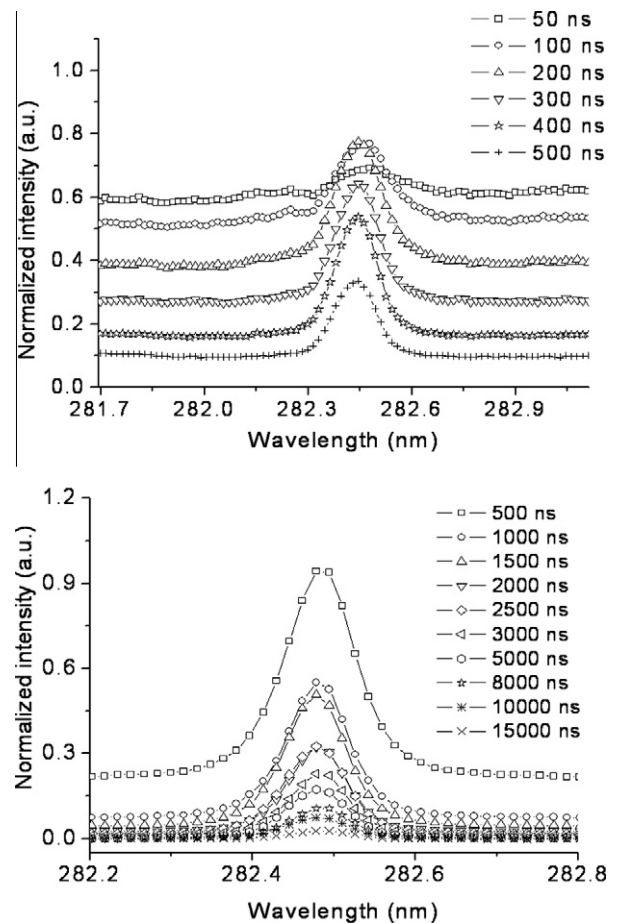 50 ns
100 ns
200 ns
300 ns
400 ns
500 ns
Normalized intensity (a.u.)
1.0
0.8
0.6
0.4
0.2
0.0
281.7 282.0 282.3 282.6 282.9
Wavelength (nm)
500 ns
1000 ns
1500 ns
2000 ns
2500 ns
3000 ns
5000 ns
8000 ns
10000 ns
15000 ns
Normalized intensity (a.u.)
1.2
0.9
0.6
0.3
0.0
282.2 282.4 282.6 282.8
Wavelength (nm)